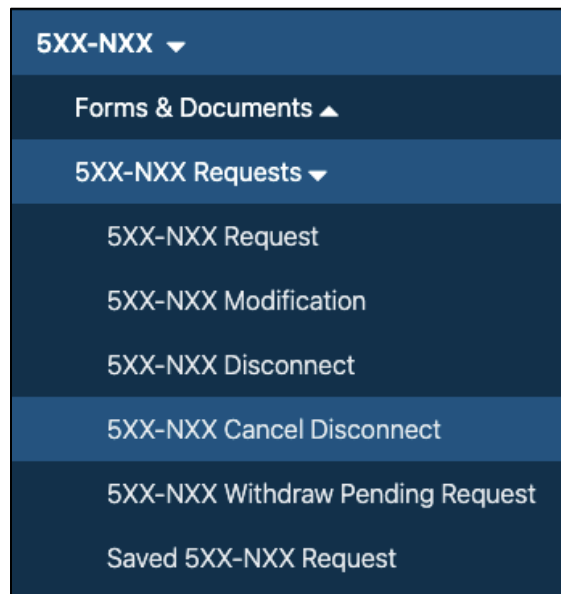 5XX-NXX
Forms & Documents
5XX-NXX Requests
5XX-NXX Request
5XX-NXX Modification
5XX-NXX Disconnect
5XX-NXX Cancel Disconnect
5XX-NXX Withdraw Pending Request
Saved 5XX-NXX Request